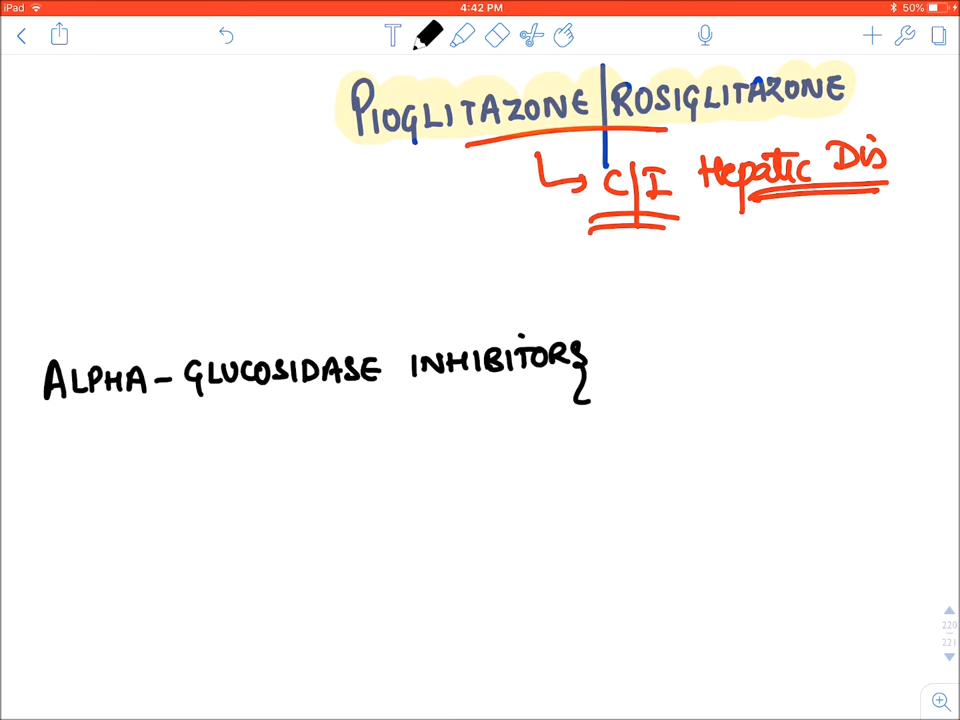 iPad 4:42 PM 50%
T
PIOGLITAZONE | ROSIGLITAZONE
C/I Hepatic Dis
ALPHA - GLUCOSIDASE INHIBITORS
220
221